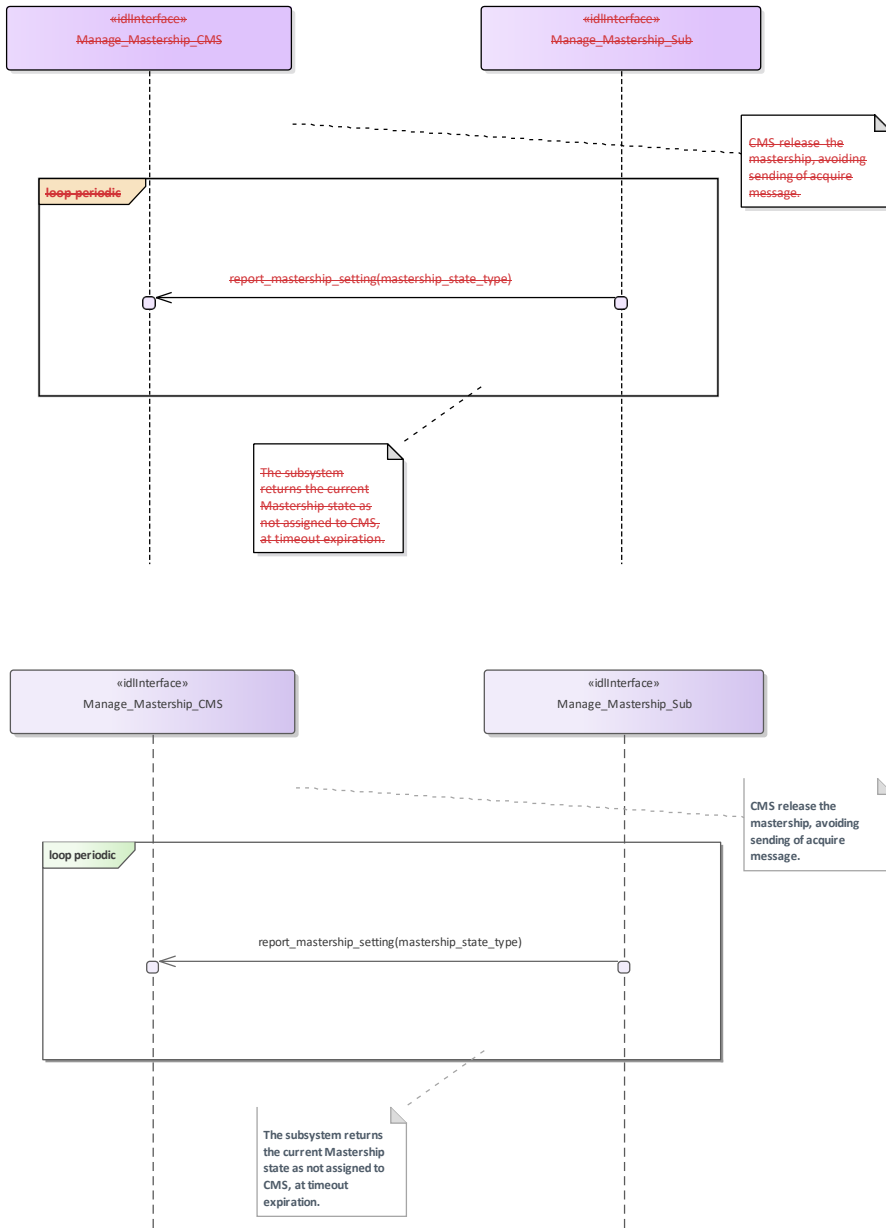 «idlInterface»
Manage_Mastership_CMS
«idlInterface»
Manage_Mastership_Sub
CMS release the
mastership, avoiding
sending of acquire
message.
loop periodic
report_mastership_setting(mastership_state_type)
The subsystem
returns the current
Mastership state as
not assigned to CMS,
at timeout expiration.
«idlInterface»
Manage_Mastership_CMS
«idlInterface»
Manage_Mastership_Sub
CMS release the
mastership, avoiding
sending of acquire
message.
loop periodic
report_mastership_setting(mastership_state_type)
The subsystem returns
the current Mastership
state as not assigned to
CMS, at timeout
expiration.